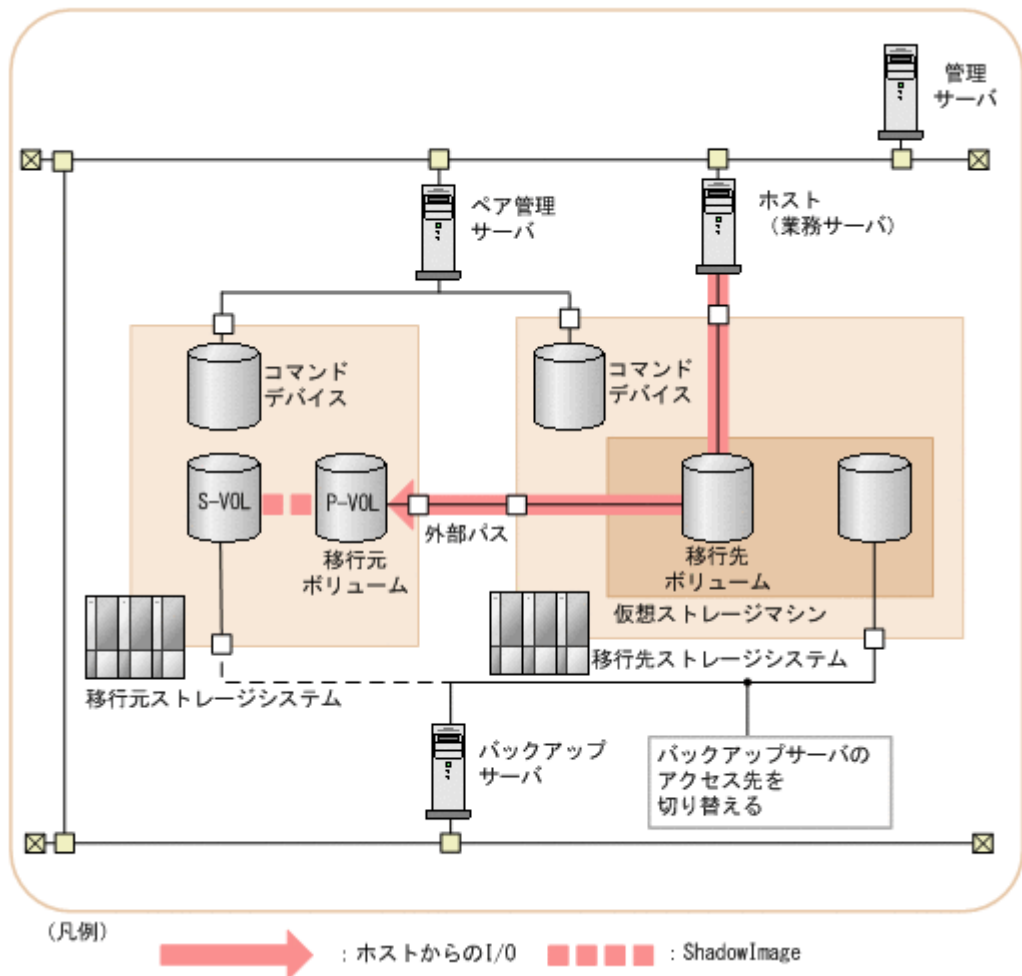 管理
サーバ
ペア管理
サーバ
ホスト
（業務サーバ）
コマンド
デバイス
コマンド
デバイス
S-VOL
P-VOL
外部パス
移行元
ボリューム
移行先
ボリューム
仮想ストレージマシン
移行元ストレージシステム
移行先ストレージシステム
バックアップ
サーバ
バックアップサーバの
アクセス先を
切り替える
(凡例)
：ホストからのI/O
：ShadowImage